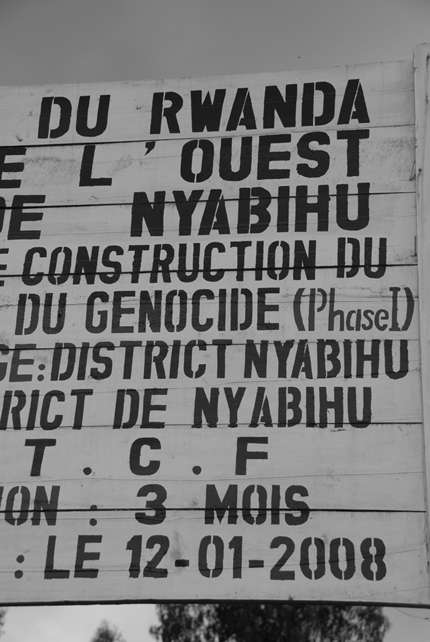 DU RWANDA
E L'OUEST
DE NYABIHU
E CONSTRUCTION DU
DU GENOCIDE (PhaseI)
GE:DISTRICT NYABIHU
RICT DE NYABIHU
T.C.F
ION : 3 MOIS
: LE 12-01-2008